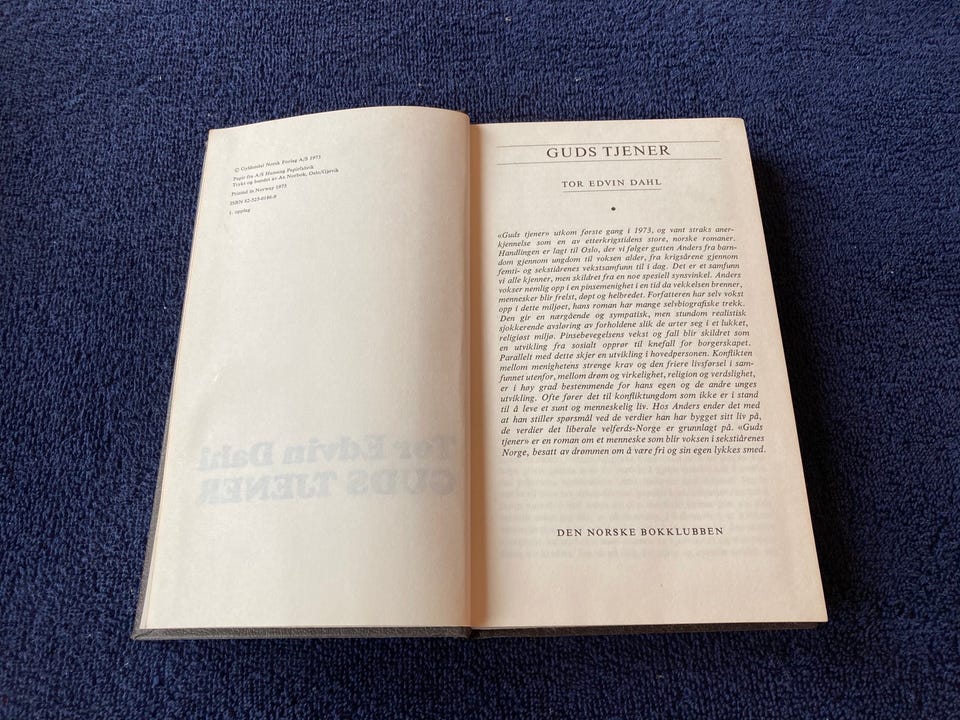 © Gyldendal Norsk Forlag A/S 1973
Papir fra A/S Hunsing Papirfabrik
Trykt og bundet av As Norbok, Oslo/Gjøvik
Printed in Norway 1975
ISBN 82-525-0146-9
1. opplag
Tor Edvin Dahl
GUDS TJENER
GUDS TJENER
TOR EDVIN DAHL
•
«Guds tjener» utkom første gang i 1973, og vant straks aner-
kjennelse som en av etterkrigstidens store, norske romaner.
Handlingen er lagt til Oslo, der vi følger gutten Anders fra barn-
dom gjennom ungdom til voksen alder, fra krigsårene gjennom
femti- og sekstiårenes vekstsamfunn til i dag. Det er et samfunn
vi alle kjenner, men skildret fra en noe spesiell synsvinkel. Anders
vokser nemlig opp i en pinsemenighet i en tid da vekkelsen brenner,
mennesker blir frelst, døpt og helbredet. Forfatteren har selv vokst
opp i dette miljøet, hans roman har mange selvbiografiske trekk.
Den gir en nærgående og sympatisk, men stundom realistisk
sjokkerende avsløring av forholdene slik de arter seg i et lukket,
religiøst miljø. Pinsebevegelsens vekst og fall blir skildret som
en utvikling fra sosialt opprør til knefall for borgerskapet.
Parallelt med dette skjer en utvikling i hovedpersonen. Konflikten
mellom menighetens strenge krav og den friere livsførsel i sam-
funnet utenfor, mellom drøm og virkelighet, religion og verdslighet,
er i høy grad bestemmende for hans egen og de andre unges
utvikling. Ofte fører det til konfliktungdom som ikke er i stand
til å leve et sunt og menneskelig liv. Hos Anders ender det med
at han stiller spørsmål ved de verdier han har bygget sitt liv på,
de verdier det liberale velferds-Norge er grunnlagt på. «Guds
tjener» er en roman om et menneske som blir voksen i sekstiårenes
Norge, besatt av drømmen om å være fri og sin egen lykkes smed.
DEN NORSKE BOKKLUBBEN